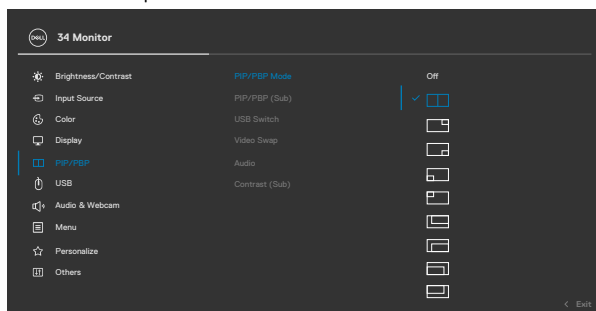 DELL 34 Monitor
Brightness/Contrast
Input Source
Color
Display
PIP/PBP
USB
Audio & Webcam
Menu
Personalize
Others
PIP/PBP Mode
PIP/PBP (Sub)
USB Switch
Video Swap
Audio
Contrast (Sub)
Off
Exit